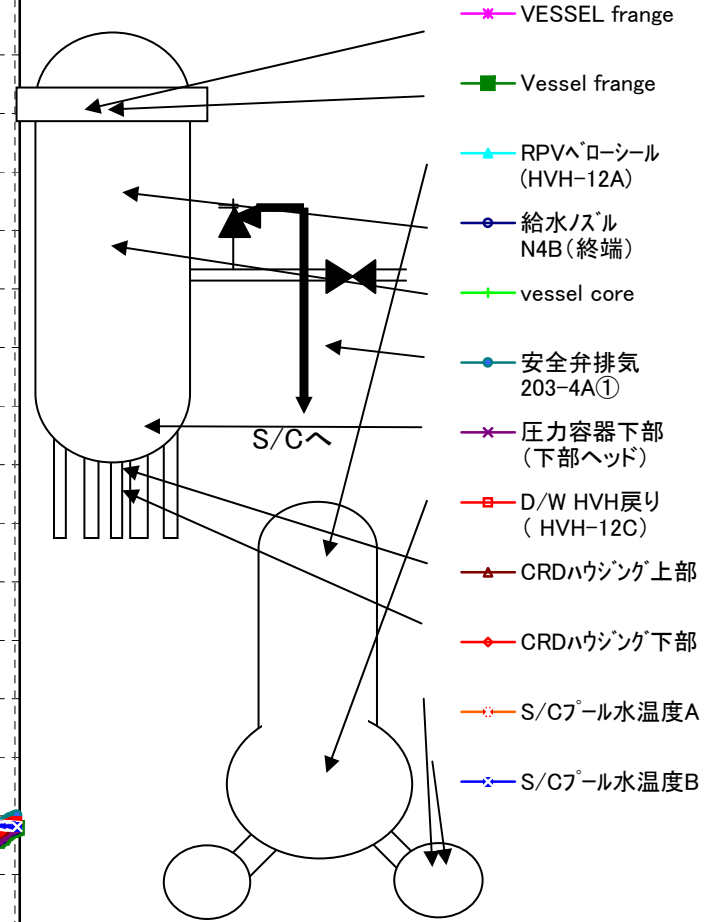 VESSEL frange
Vessel frange
RPVﾍﾞﾛｰｼｰﾙ
(HVH-12A)
給水ﾉｽﾞﾙ
N4B（終端）
vessel core
安全弁排気
203-4A①
圧力容器下部
（下部ヘッド）
D/W HVH戻り
( HVH-12C）
CRDﾊｳｼﾞﾝｸﾞ上部
CRDﾊｳｼﾞﾝｸﾞ下部
S/Cﾌﾟｰﾙ水温度A
S/Cﾌﾟｰﾙ水温度B
S/Cへ